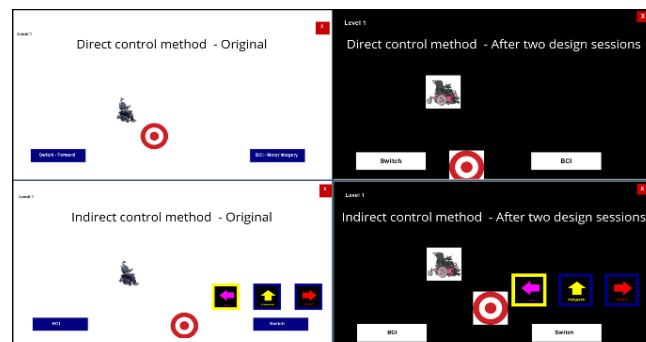 Level 1
X
Direct control method - Original
Switch - Forward
BCI - Motor Imagery
Level 1
X
Direct control method - After two design sessions
Switch
BCI
Level 1
X
Indirect control method - Original
FORWARD
BCI
Switch
Level 1
X
Indirect control method - After two design sessions
FORWARD
BCI
Switch